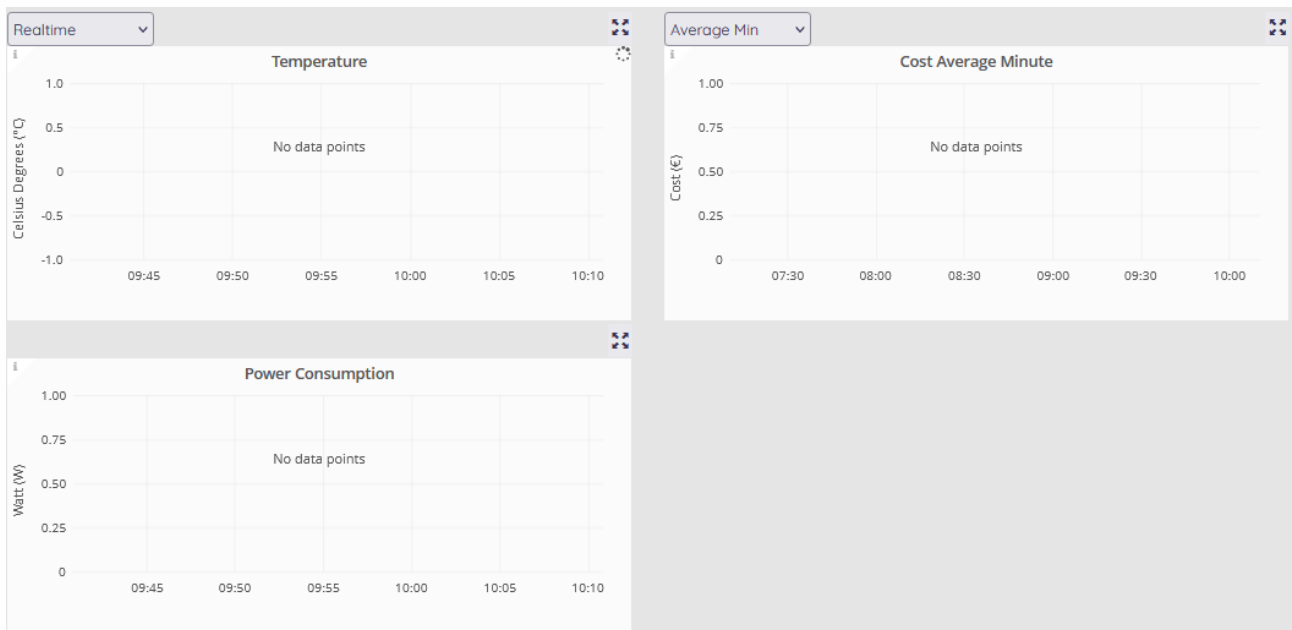 Realtime
Average Min
i
Temperature
Celsius Degrees (°C)
1.0
0.5
0
-0.5
-1.0
No data points
09:45 09:50 09:55 10:00 10:05 10:10
i
Cost Average Minute
Cost (€)
1.00
0.75
0.50
0.25
0
No data points
07:30 08:00 08:30 09:00 09:30 10:00
i
Power Consumption
Watt (W)
1.00
0.75
0.50
0.25
0
No data points
09:45 09:50 09:55 10:00 10:05 10:10